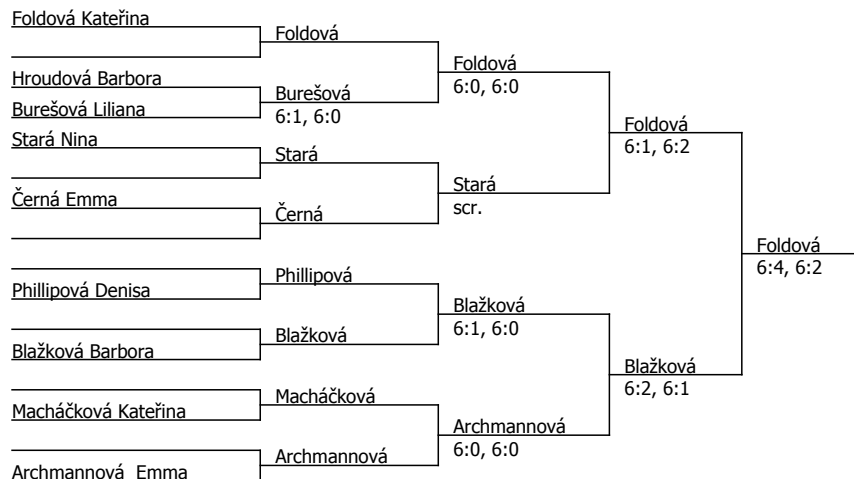 Foldová Kateřina
Hroudová Barbora
Burešová Liliana
Stará Nina
Černá Emma
Phillipová Denisa
Blažková Barbora
Macháčková Kateřina
Archmannová  Emma
Foldová
Burešová
6:1, 6:0
Stará
Černá
Phillipová
Blažková
Macháčková
Archmannová
Foldová
6:0, 6:0
Stará
scr.
Blažková
6:1, 6:0
Archmannová
6:0, 6:0
Foldová
6:1, 6:2
Blažková
6:2, 6:1
Foldová
6:4, 6:2